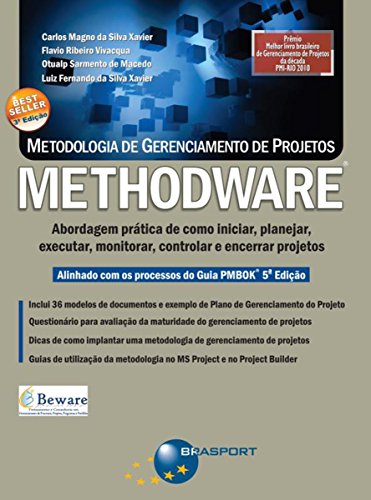 Carlos Magno da Silva Xavier
Flavio Ribeiro Vivacqua
Otualp Sarmento de Macedo
Luiz Fernando da Silva Xavier
Prêmio
Melhor livro brasileiro
de Gerenciamento de Projetos
da década
PMI-RIO 2010
BEST
SELLER
3ª Edição
METODOLOGIA DE GERENCIAMENTO DE PROJETOS
METHODWARE®
Abordagem prática de como iniciar, planejar,
executar, monitorar, controlar e encerrar projetos
Alinhado com os processos do Guia PMBOK® 5ª Edição
Inclui 36 modelos de documentos e exemplo de Plano de Gerenciamento do Projeto
Questionário para avaliação da maturidade do gerenciamento de projetos
Dicas de como implantar uma metodologia de gerenciamento de projetos
Guias de utilização da metodologia no MS Project e no Project Builder
Beware
BRASPORT